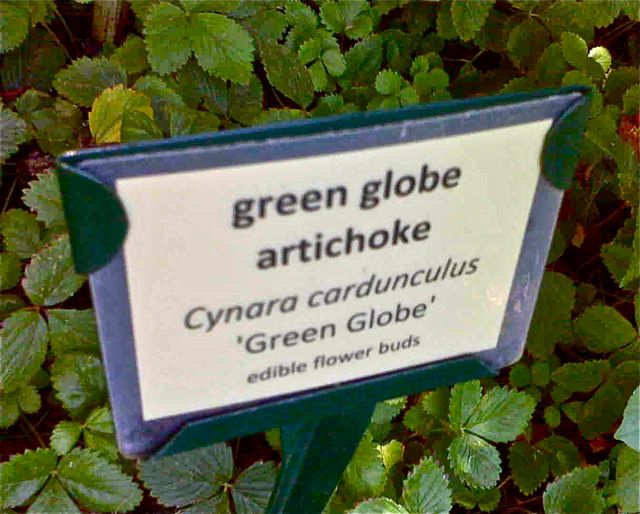 green globe
artichoke
Cynara cardunculus
'Green Globe'
edible flower buds